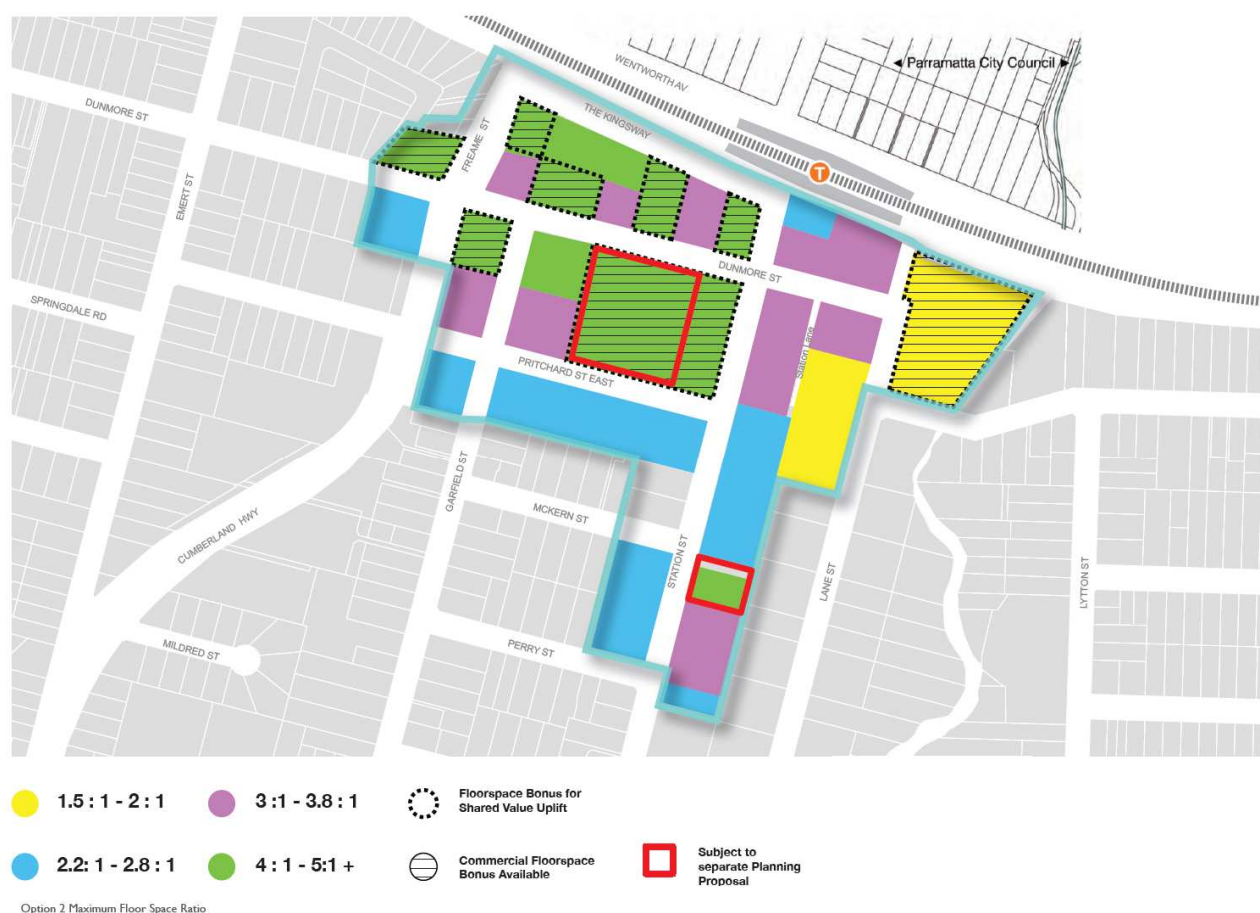 WENTWORTH AV
◄ Parramatta City Council ►
THE KINGSWAY
DUNMORE ST
FREAME ST
T
EMERT ST
DUNMORE ST
SPRINGDALE RD
Station Lane
PRITCHARD ST EAST
GARFIELD ST
MCKERN ST
CUMBERLAND HWY
STATION ST
LANE ST
LYTTON ST
MILDRED ST
PERRY ST
1.5 : 1 - 2 : 1
3 :1 - 3.8 : 1
Floorspace Bonus for
Shared Value Uplift
2.2: 1 - 2.8 : 1
4 : 1 - 5:1 +
Commercial Floorspace
Bonus Available
Subject to
separate Planning
Proposal
Option 2 Maximum Floor Space Ratio